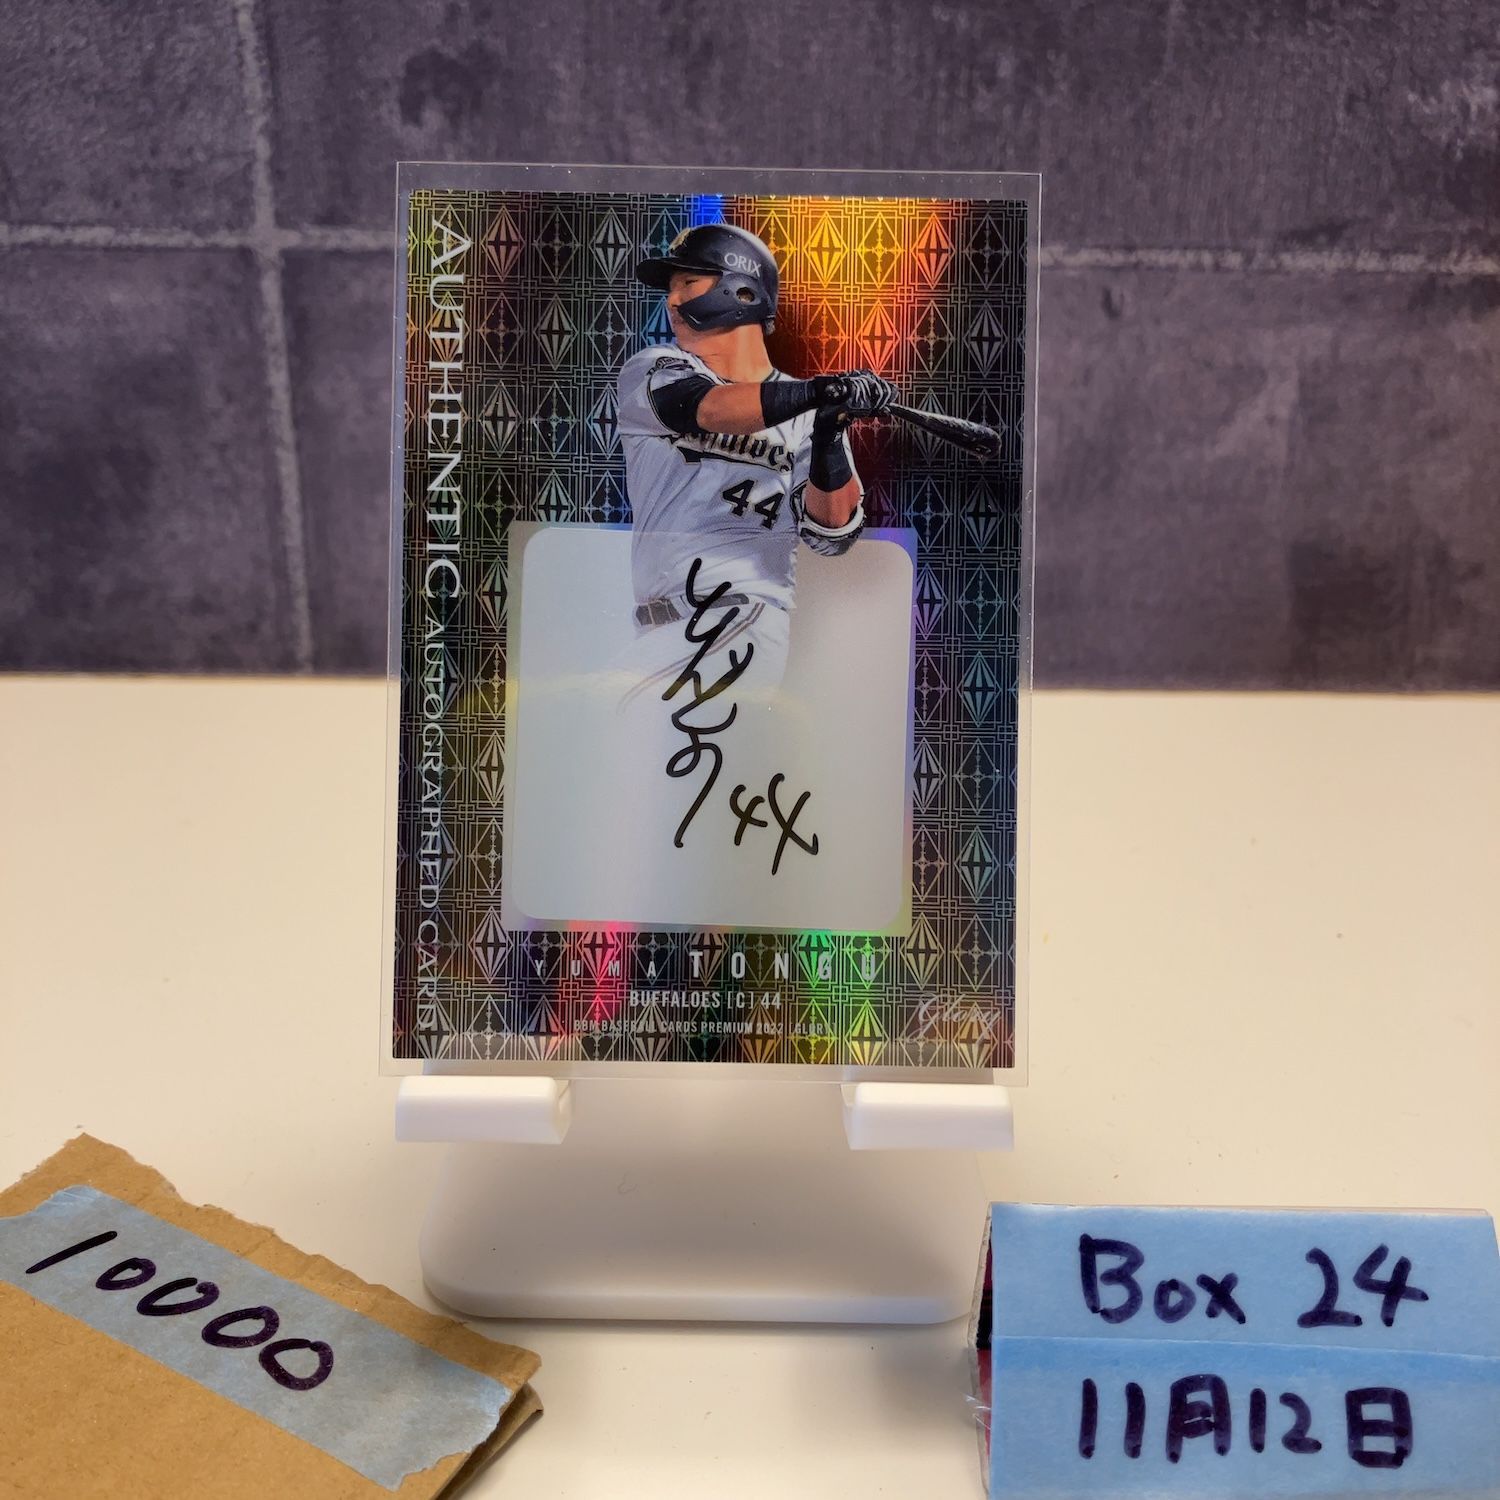 AUTHENTIC AUTOGRAPHED CARD
ORIX
44
44
YUMA TONGU
BUFFALOES [C] 44
BBM BASEBALL CARDS PREMIUM 2022 [GLORY]
Glory
10000
Box 24
11月12日